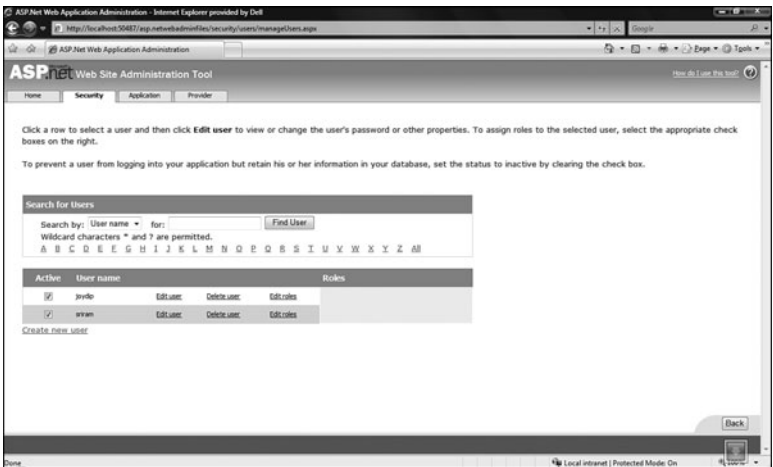 ASP.Net Web Application Administration - Internet Explorer provided by Dell
http://localhost:50487/asp.netwebadminfiles/security/users/manageUsers.aspx
Google
ASP.Net Web Application Administration
Page
Tools
ASP.net Web Site Administration Tool
How do I use this tool?
Home Security Application Provider
Click a row to select a user and then click Edit user to view or change the user's password or other properties. To assign roles to the selected user, select the appropriate check
boxes on the right.
To prevent a user from logging into your application but retain his or her information in your database, set the status to inactive by clearing the check box.
Search for Users
Search by: User name for: Find User
Wildcard characters * and ? are permitted.
A B C D E F G H I J K L M N O P Q R S T U V W X Y Z All
Active User name Roles
joydip Edit user Delete user Edit roles
sriram Edit user Delete user Edit roles
Create new user
Back
Done
Local intranet | Protected Mode: On